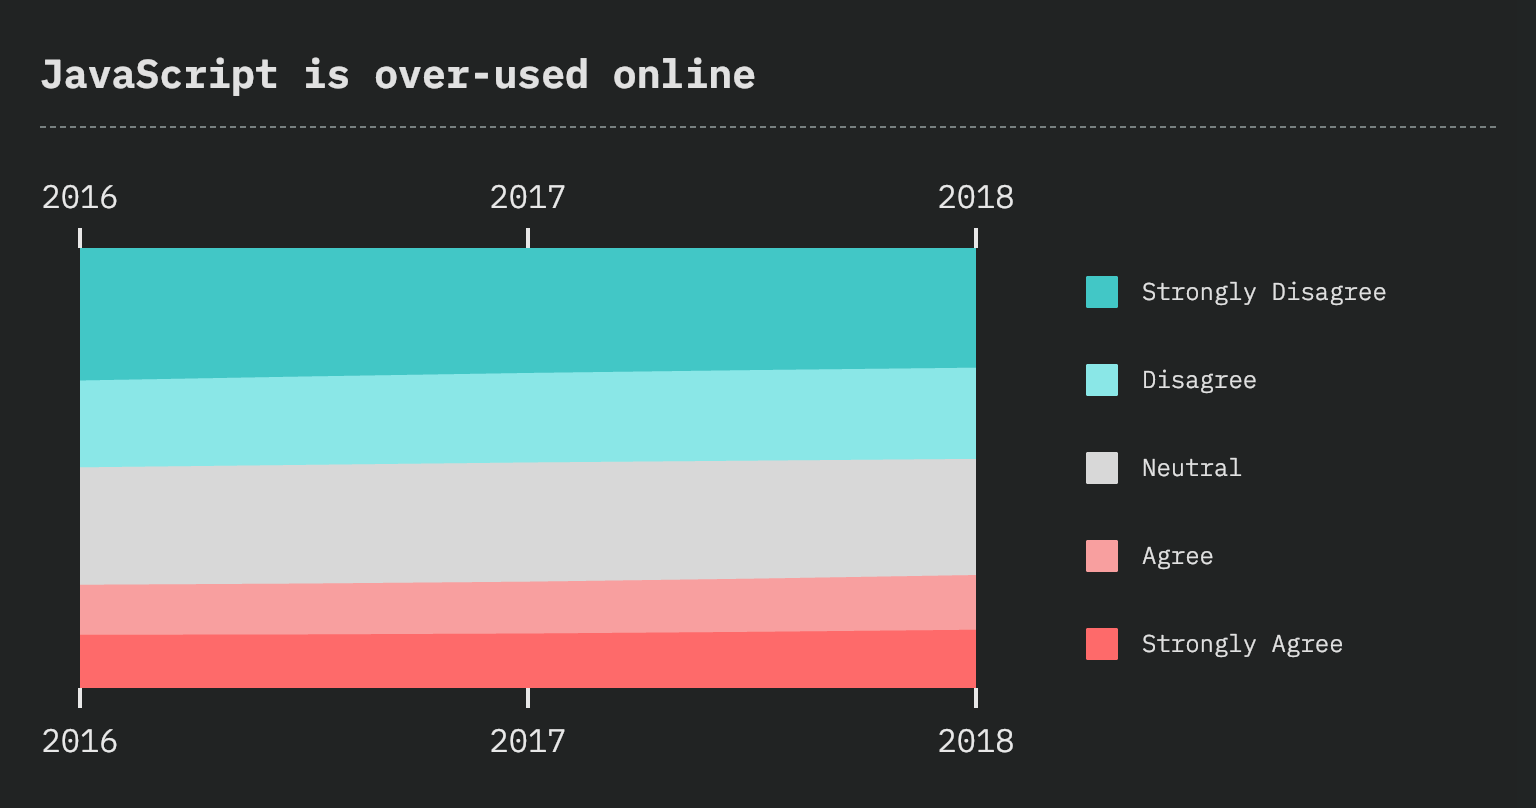 JavaScript is over-used online
2016 2017 2018
Strongly Disagree
Disagree
Neutral
Agree
Strongly Agree
2016 2017 2018